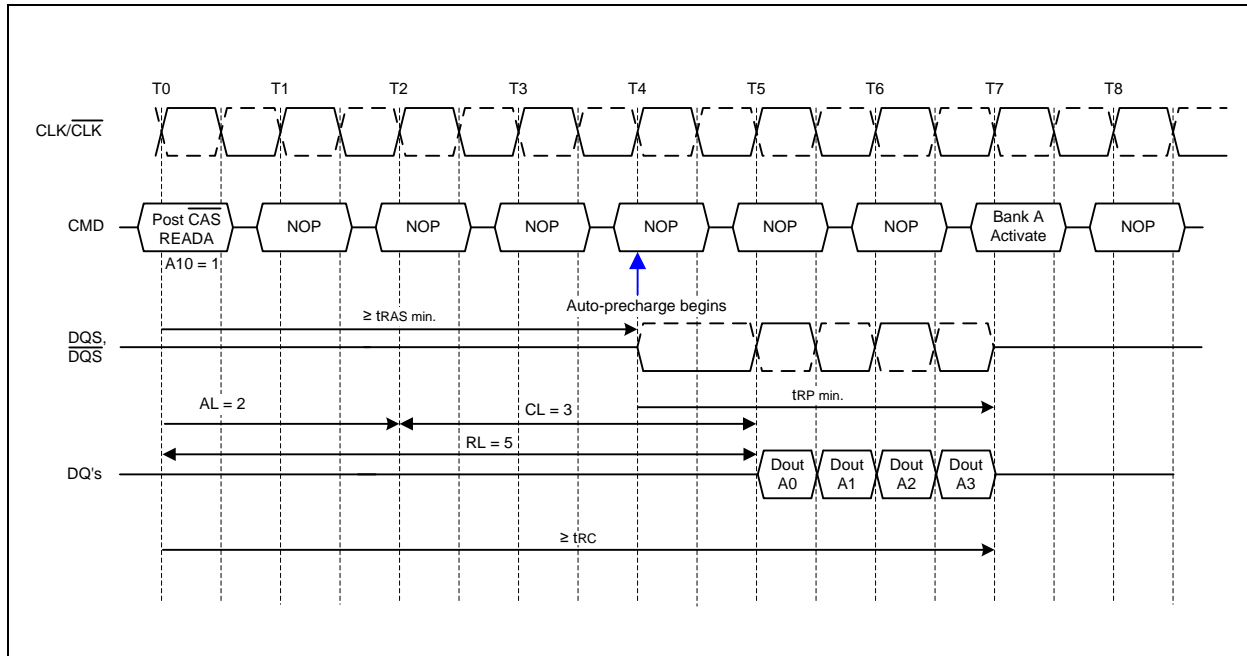 T0 T1 T2 T3 T4 T5 T6 T7 T8
CLK/CLK
CMD
Post CAS
READA
NOP
NOP
NOP
NOP
NOP
NOP
Bank A
Activate
NOP
A10 = 1
Auto-precharge begins
≥ tRAS min.
DQS,
DQS
tRP min.
AL = 2
CL = 3
RL = 5
DQ's
Dout
A0
Dout
A1
Dout
A2
Dout
A3
≥ tRC